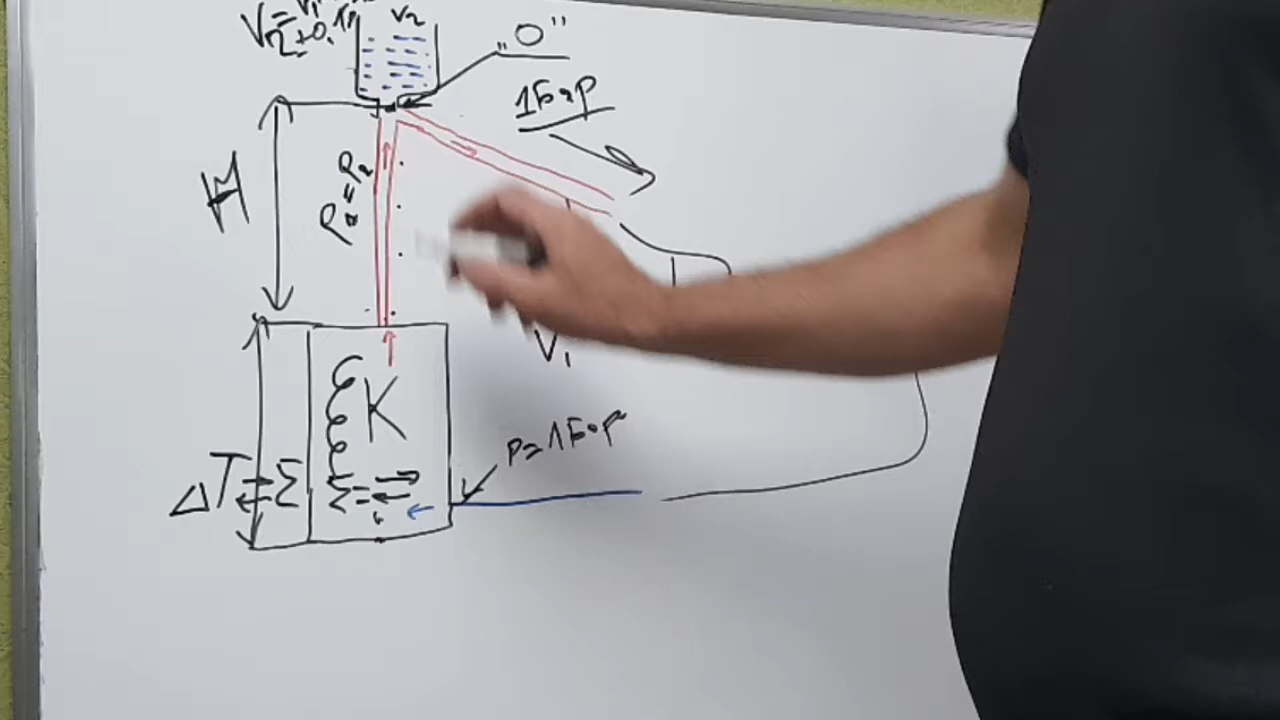 V₂
"0"
1Бар
H
V₁
K
P=1Бар
ΔT=Σ
Σ=